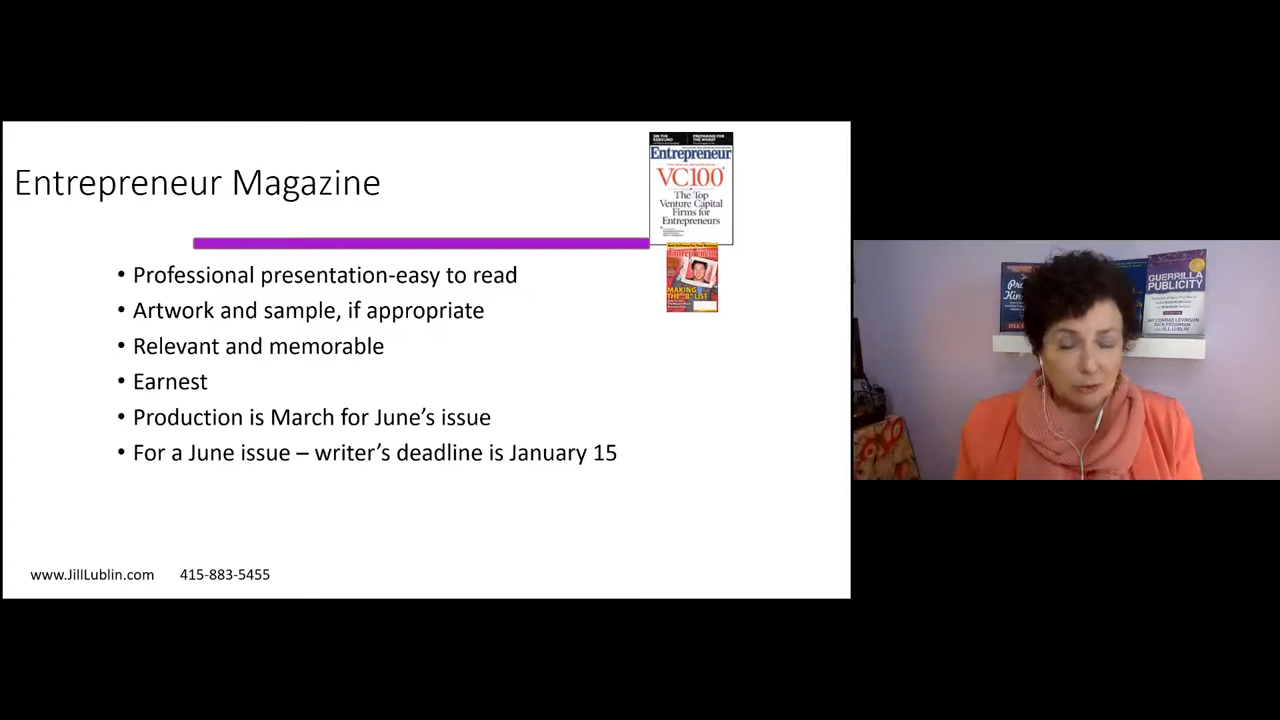 Entrepreneur Magazine
ON THE REBOUND
PREPARING FOR THE WORST
Entrepreneur
VC100
The Top
Venture Capital
Firms for
Entrepreneurs
MAKING
THE "B" LIST
• Professional presentation-easy to read
• Artwork and sample, if appropriate
• Relevant and memorable
• Earnest
• Production is March for June’s issue
• For a June issue – writer’s deadline is January 15
www.JillLublin.com 415-883-5455
GUERRILLA
PUBLICITY
JAY CONRAD LEVINSON
RICK FRISHMAN
JILL LUBLIN